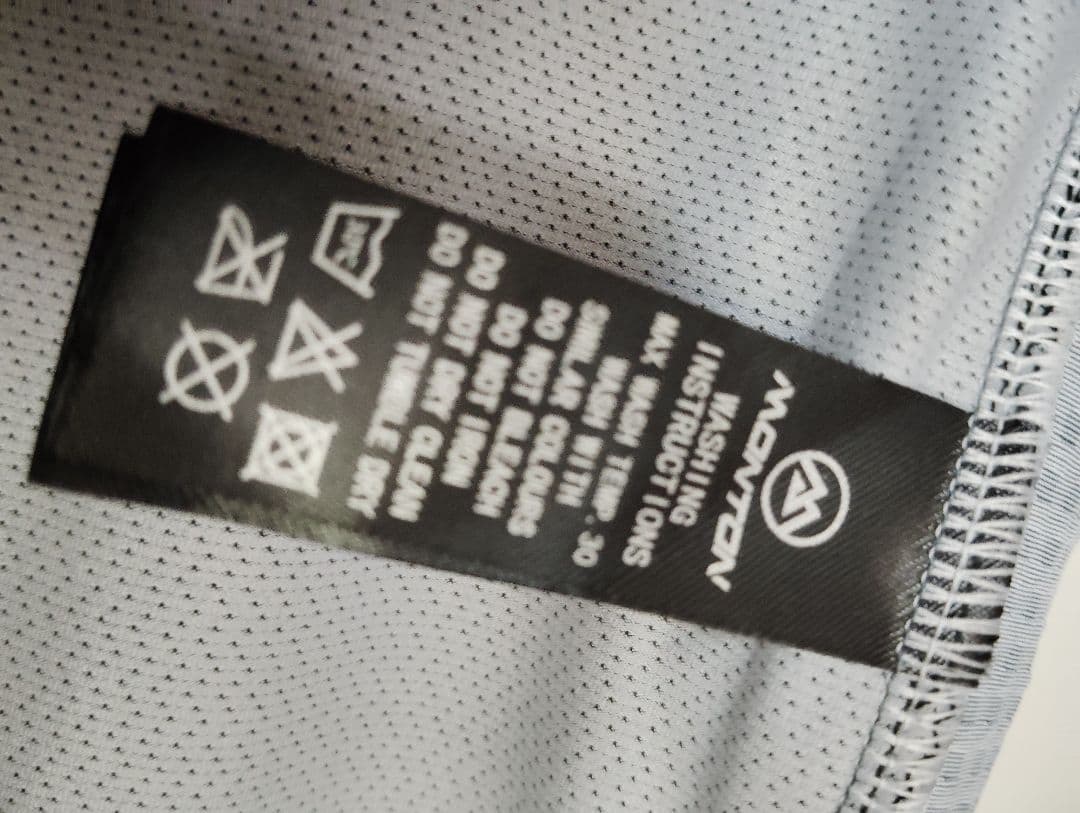 MONTON
WASHING
INSTRUCTIONS
MAX WASH TEMP. 30
WASH WITH
SIMILAR COLOURS
DO NOT BLEACH
DO NOT IRON
DO NOT DRY CLEAN
DO NOT TUMBLE DRY
30°C